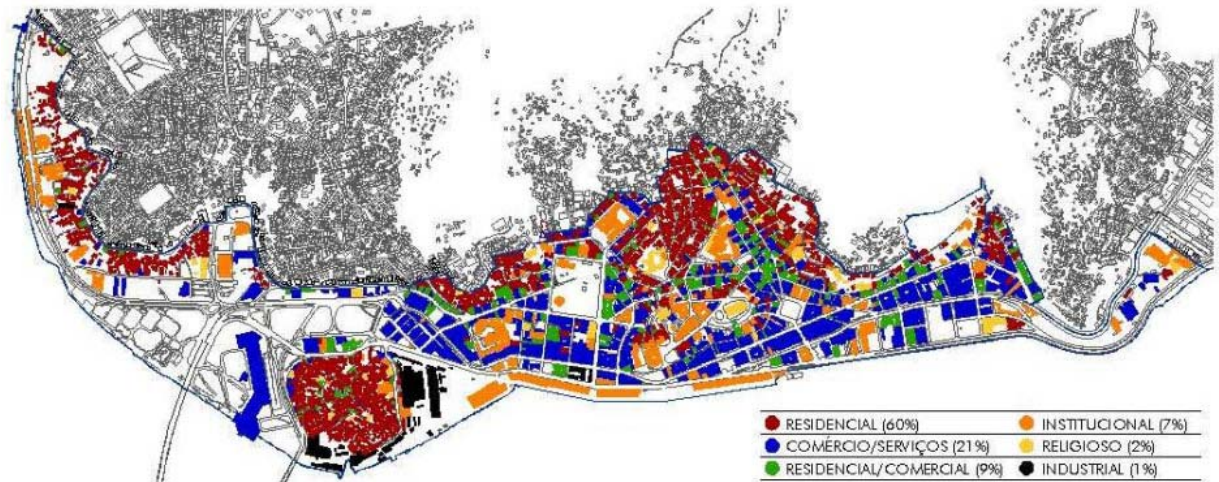 RESIDENCIAL (60%)
INSTITUCIONAL (7%)
COMÉRCIO/SERVIÇOS (21%)
RELIGIOSO (2%)
RESIDENCIAL/COMERCIAL (9%)
INDUSTRIAL (1%)